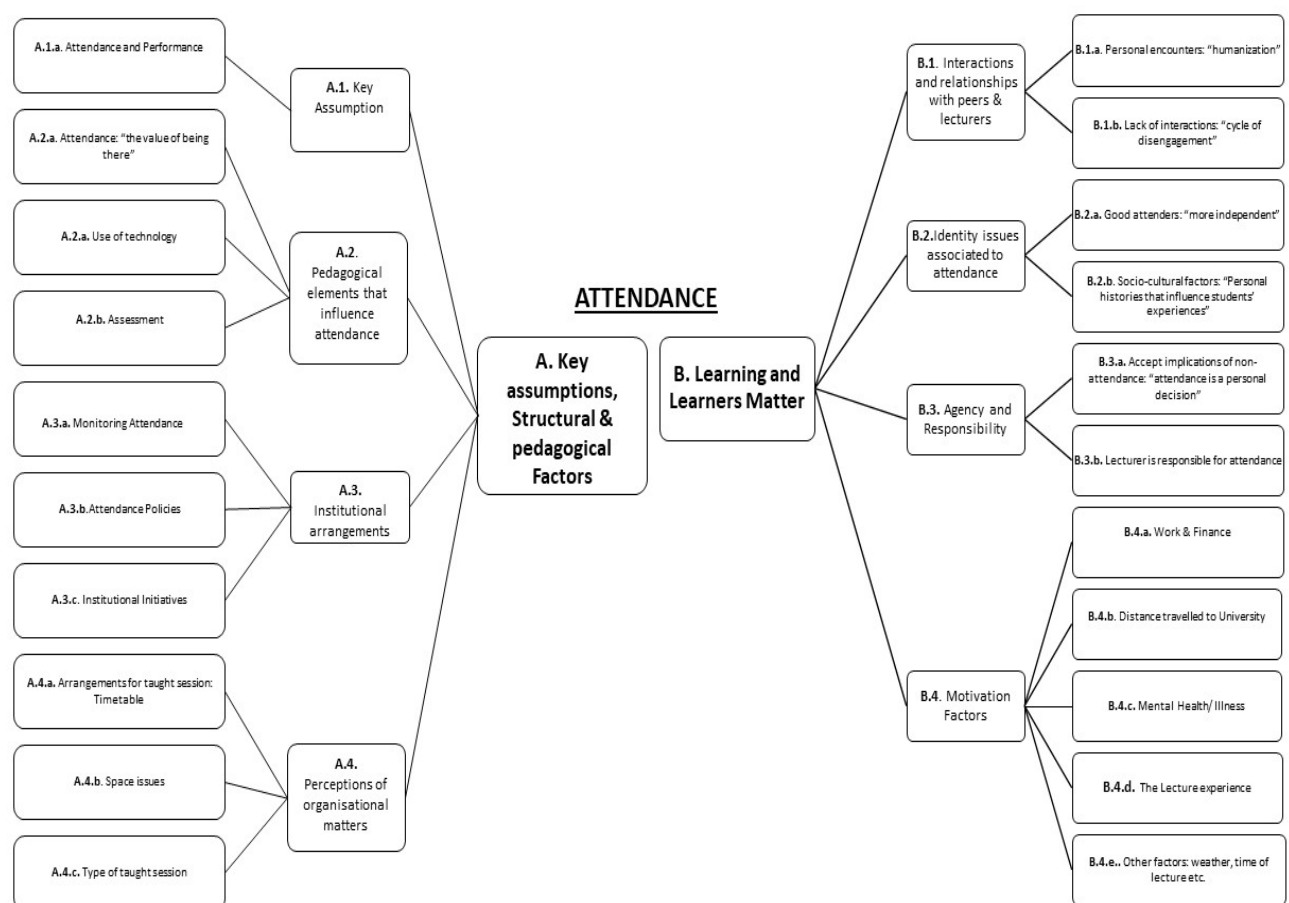 ATTENDANCE
A. Key
assumptions,
Structural &
pedagogical
Factors
A.1. Key
Assumption
A.1.a. Attendance and Performance
A.2.
Pedagogical
elements that
influence
attendance
A.2.a. Attendance: “the value of being
there”
A.2.a. Use of technology
A.2.b. Assessment
A.3.
Institutional
arrangements
A.3.a. Monitoring Attendance
A.3.b.Attendance Policies
A.3.c. Institutional Initiatives
A.4.
Perceptions of
organisational
matters
A.4.a. Arrangements for taught session:
Timetable
A.4.b. Space issues
A.4.c. Type of taught session
B. Learning and
Learners Matter
B.1. Interactions
and relationships
with peers &
lecturers
B.1.a. Personal encounters: “humanization”
B.1.b. Lack of interactions: “cycle of
disengagement”
B.2.Identity issues
associated to
attendance
B.2.a. Good attenders: “more independent”
B.2.b. Socio-cultural factors: “Personal
histories that influence students’
experiences”
B.3. Agency and
Responsibility
B.3.a. Accept implications of non-
attendance: “attendance is a personal
decision”
B.3.b. Lecturer is responsible for attendance
B.4. Motivation
Factors
B.4.a. Work & Finance
B.4.b. Distance travelled to University
B.4.c. Mental Health/ Illness
B.4.d. The Lecture experience
B.4.e.. Other factors: weather, time of
lecture etc.